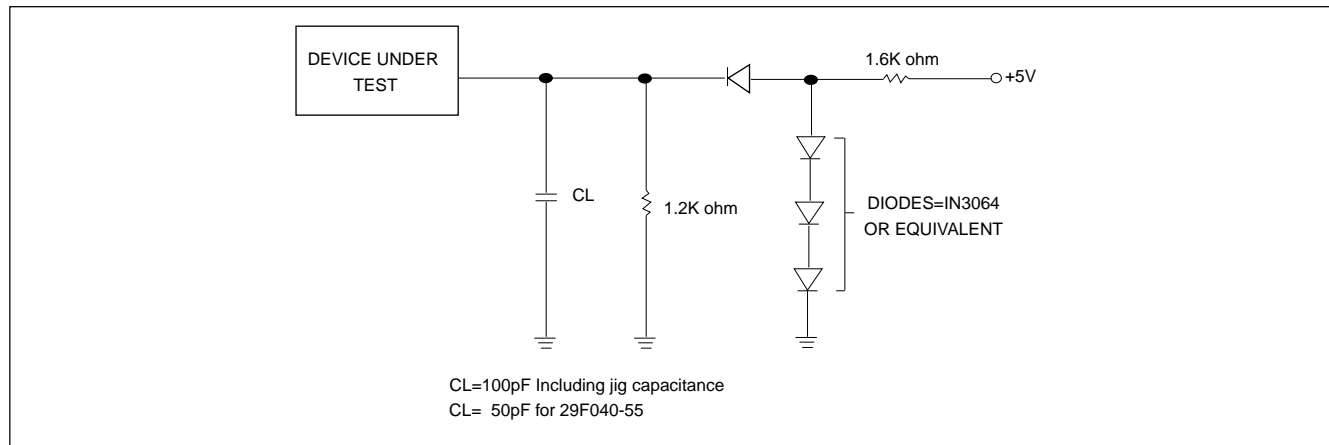 DEVICE UNDER
TEST
1.6K ohm
+5V
CL
1.2K ohm
DIODES=IN3064
OR EQUIVALENT
CL=100pF Including jig capacitance
CL= 50pF for 29F040-55